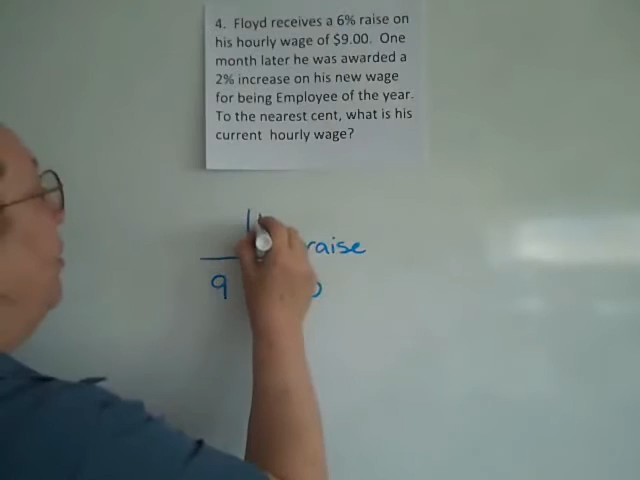 4. Floyd receives a 6% raise on
his hourly wage of $9.00. One
month later he was awarded a
2% increase on his new wage
for being Employee of the year.
To the nearest cent, what is his
current hourly wage?
raise
9